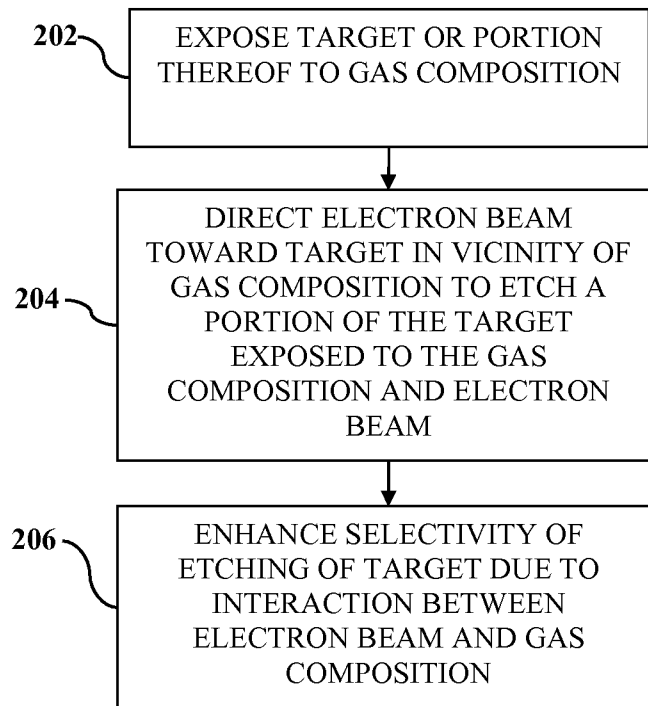 202
EXPOSE TARGET OR PORTION
THEREOF TO GAS COMPOSITION
204
DIRECT ELECTRON BEAM
TOWARD TARGET IN VICINITY OF
GAS COMPOSITION TO ETCH A
PORTION OF THE TARGET
EXPOSED TO THE GAS
COMPOSITION AND ELECTRON
BEAM
206
ENHANCE SELECTIVITY OF
ETCHING OF TARGET DUE TO
INTERACTION BETWEEN
ELECTRON BEAM AND GAS
COMPOSITION